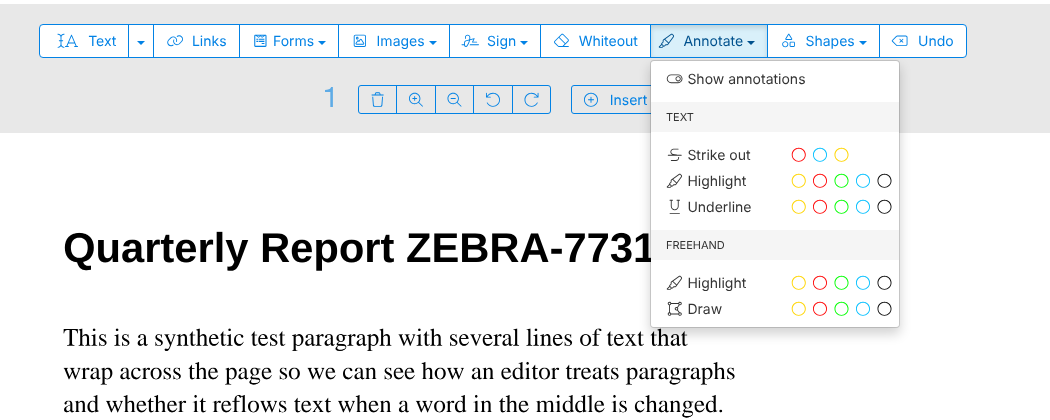 Text Links Forms Images Sign Whiteout Annotate Shapes Undo
1 Insert
Show annotations
TEXT
Strike out
Highlight
Underline
FREEHAND
Highlight
Draw
Quarterly Report ZEBRA-7731
This is a synthetic test paragraph with several lines of text that
wrap across the page so we can see how an editor treats paragraphs
and whether it reflows text when a word in the middle is changed.